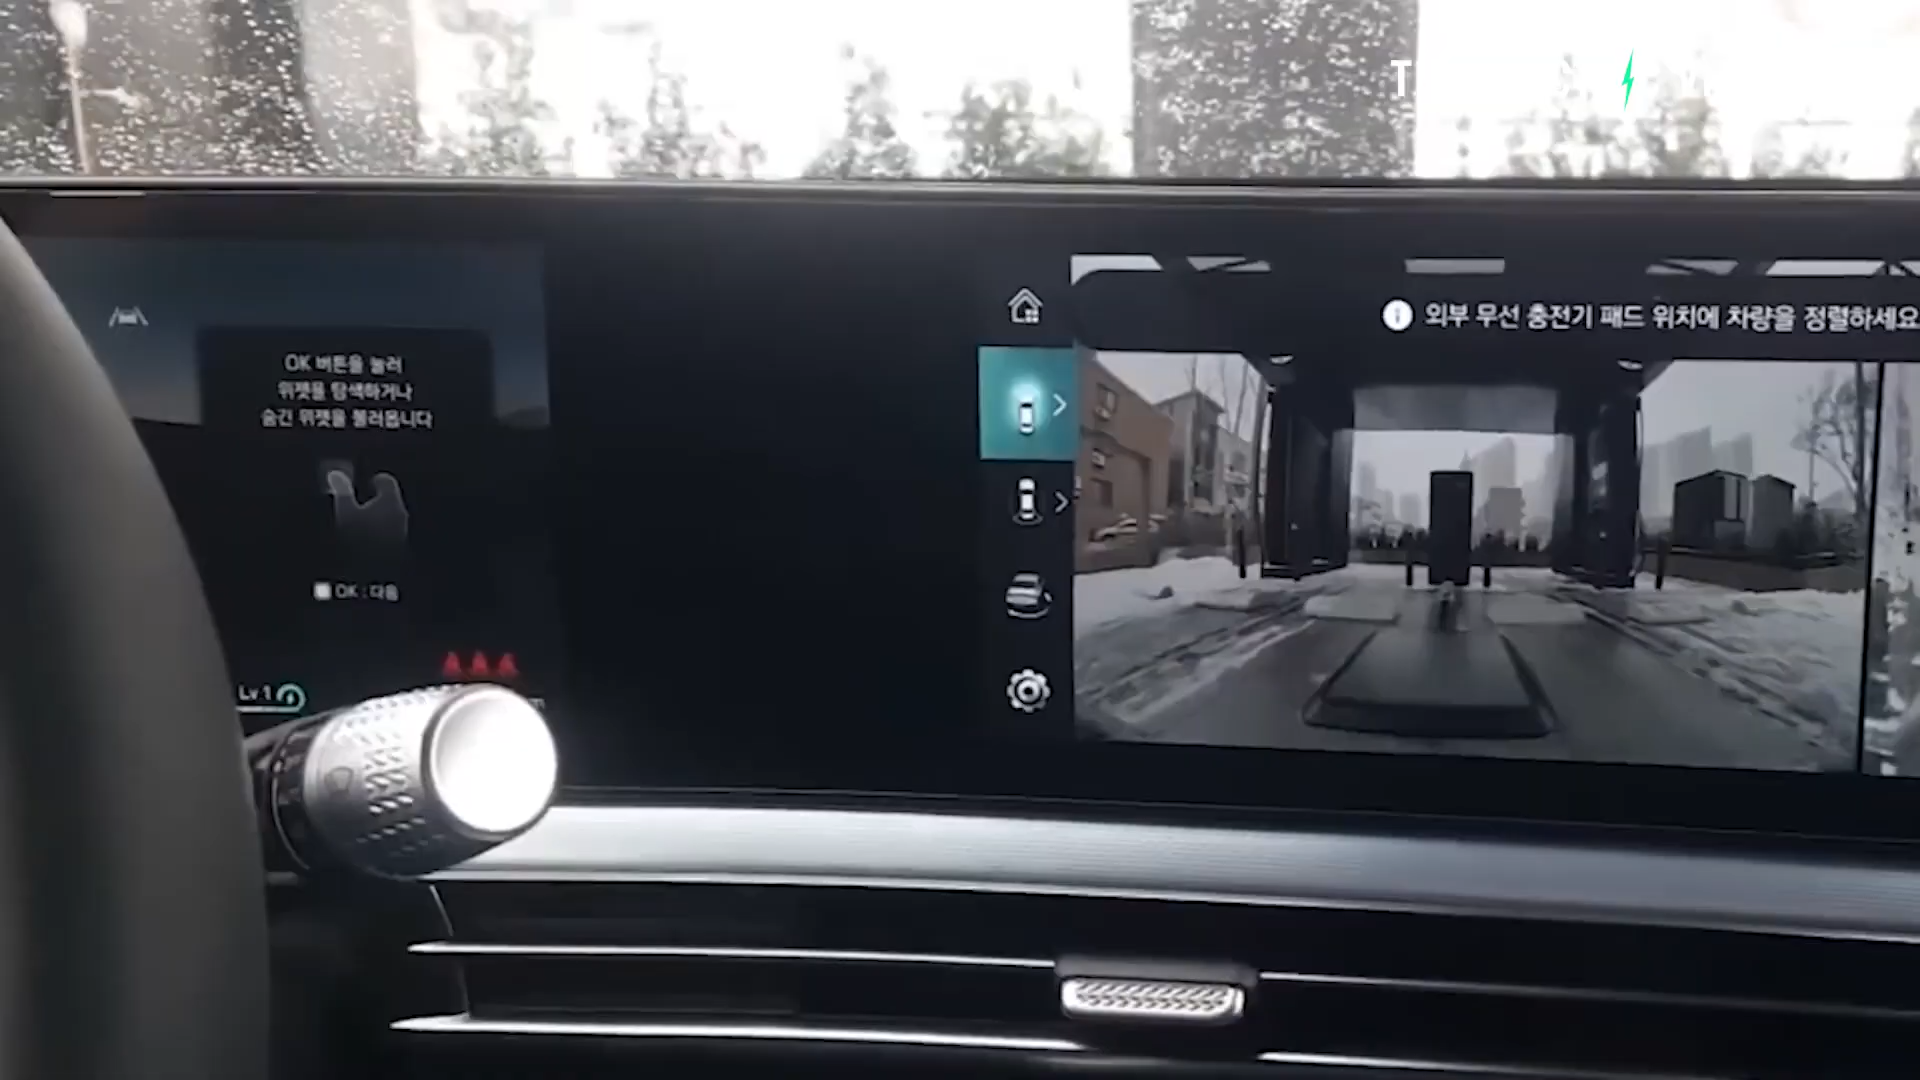 외부 무선 충전기 패드 위치에 차량을 정렬하세요
OK 버튼을 눌러
위젯을 탐색하거나
숨긴 위젯을 불러옵니다
OK : 다음
Lv 1